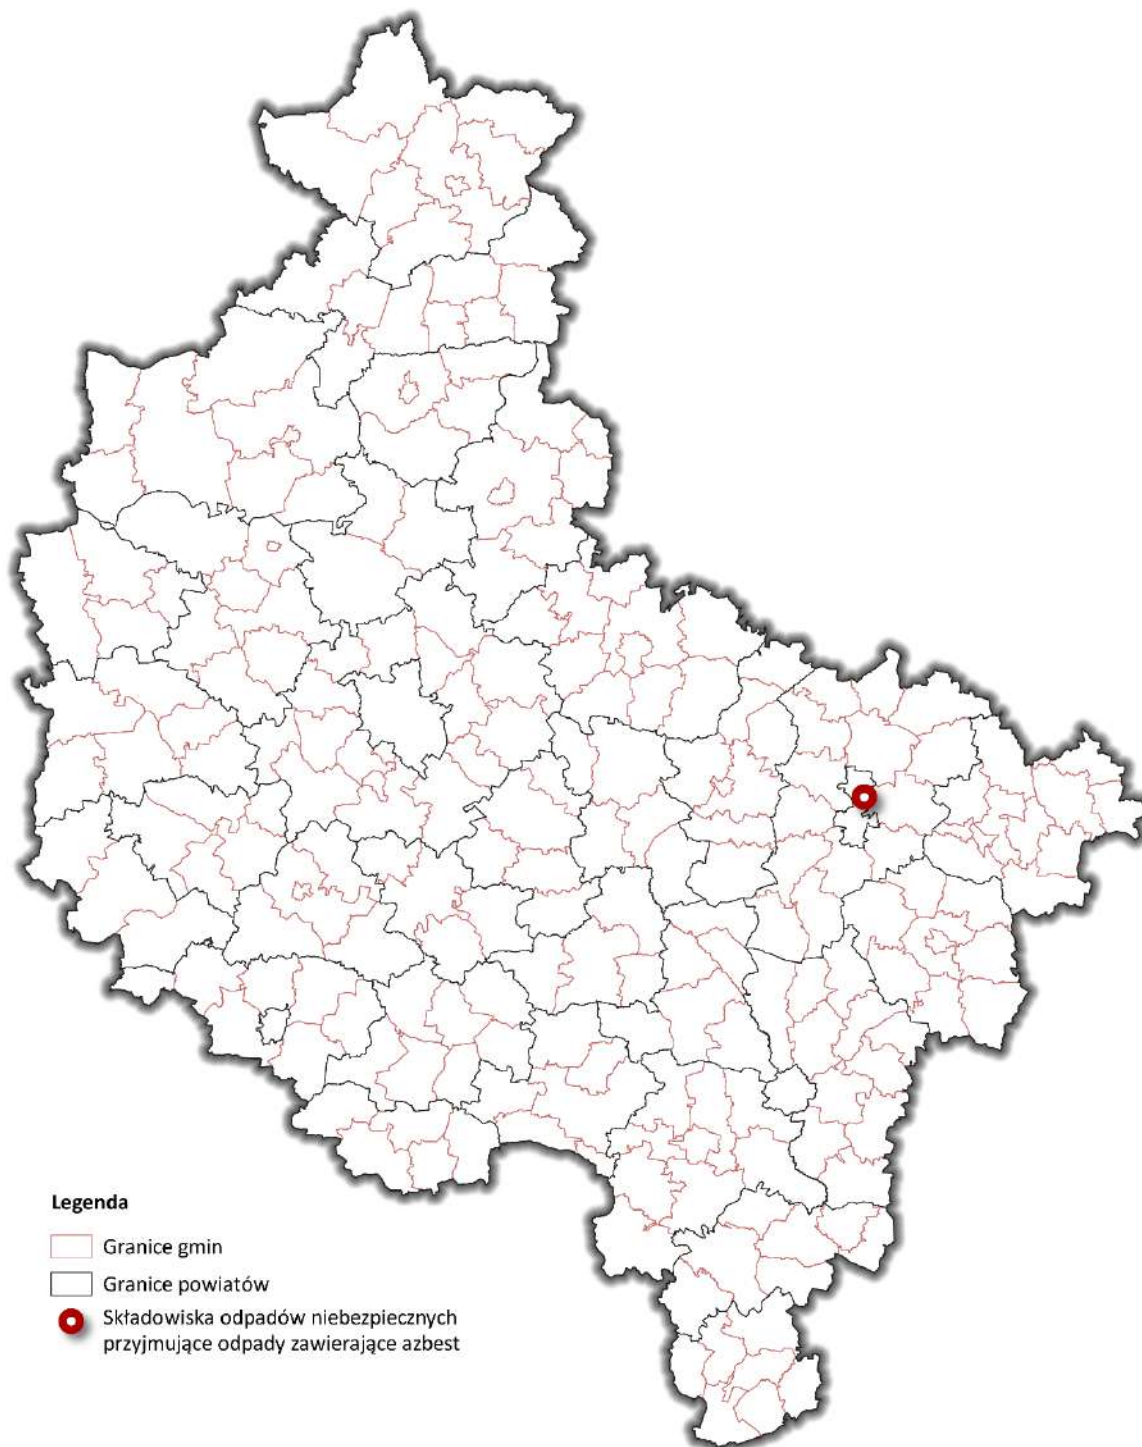 Legenda
Granice gmin
Granice powiatów
Składowiska odpadów niebezpiecznych
przyjmujące odpady zawierające azbest